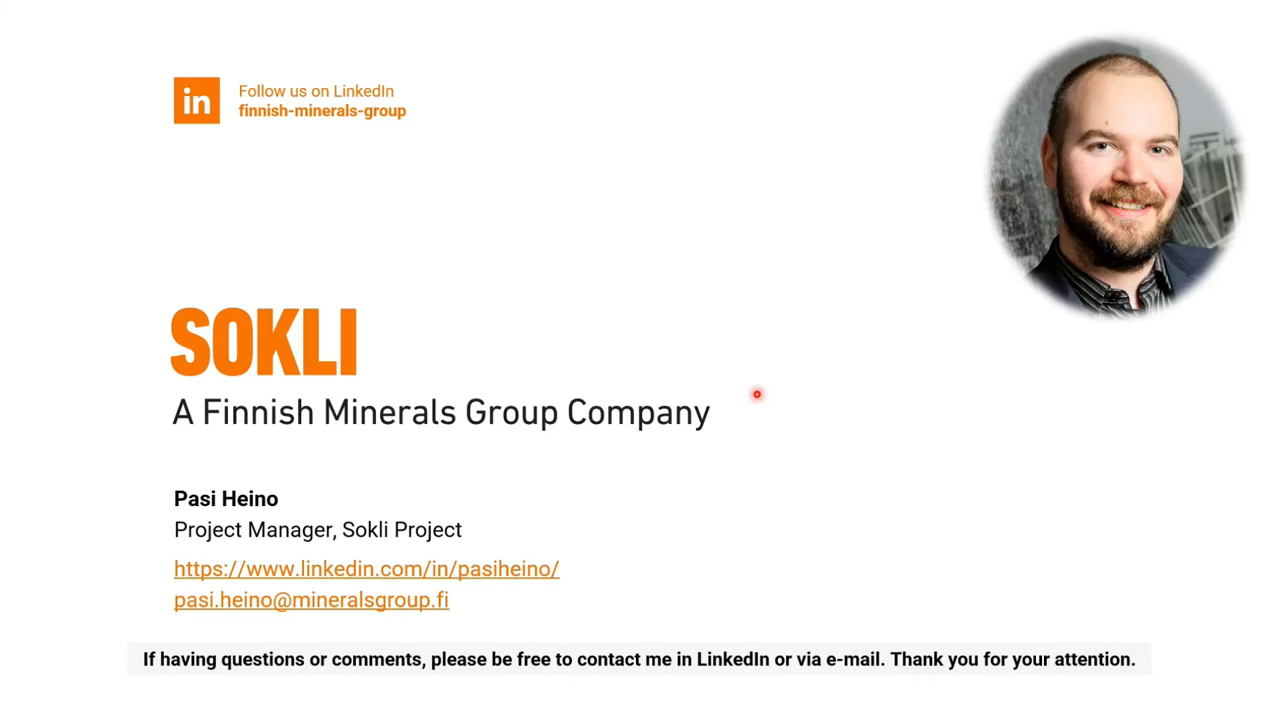 in
Follow us on LinkedIn
finnish-minerals-group
SOKLI
A Finnish Minerals Group Company
Pasi Heino
Project Manager, Sokli Project
https://www.linkedin.com/in/pasiheino/
pasi.heino@mineralsgroup.fi
If having questions or comments, please be free to contact me in LinkedIn or via e-mail. Thank you for your attention.